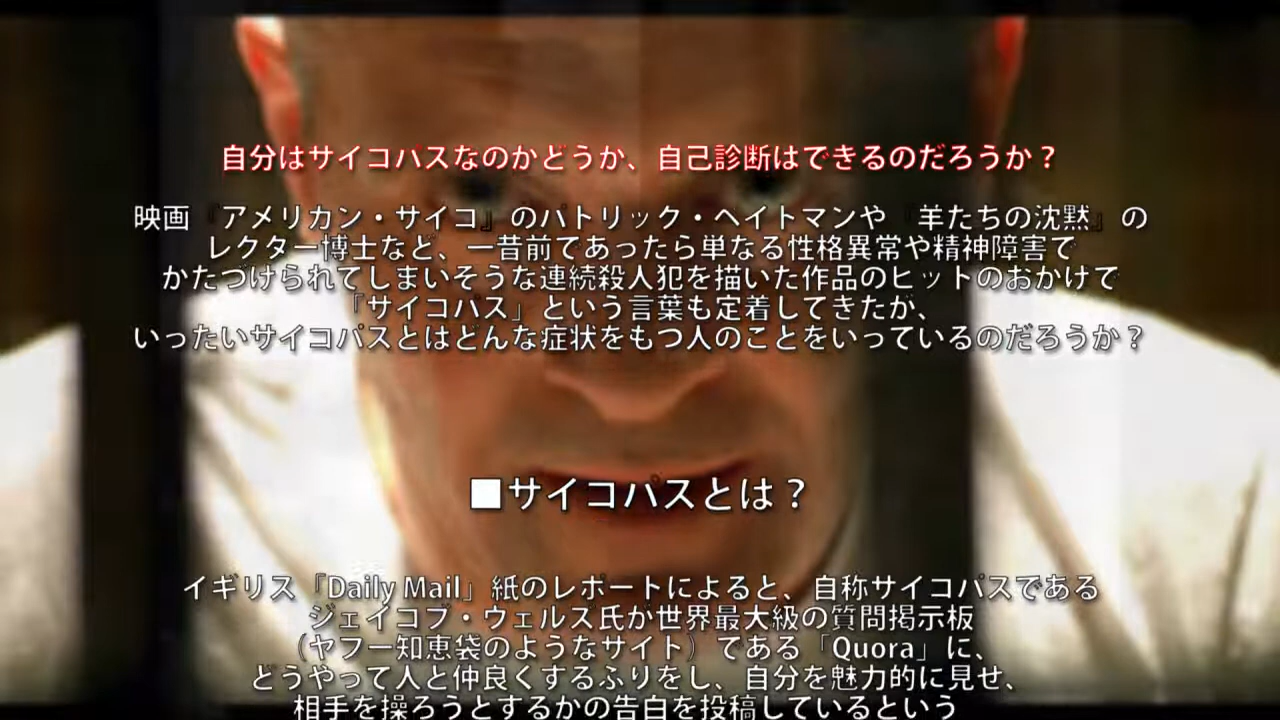 自分はサイコパスなのかどうか、自己診断はできるのだろうか？
映画『アメリカン・サイコ』のパトリック・ベイトマンや『羊たちの沈黙』の
レクター博士など、一昔前であったら単なる性格異常や精神障害で
かたづけられてしまいそうな連続殺人犯を描いた作品のヒットのおかげで
「サイコパス」という言葉も定着してきたが、
いったいサイコパスとはどんな症状をもつ人のことをいっているのだろうか？
■サイコパスとは？
イギリス「Daily Mail」紙のレポートによると、自称サイコパスである
ジェイコブ・ウェルズ氏が世界最大級の質問掲示板
（ヤフー知恵袋のようなサイト）である「Quora」に、
どうやって人と仲良くするふりをし、自分を魅力的に見せ、
相手を操ろうとするかの告白を投稿しているという